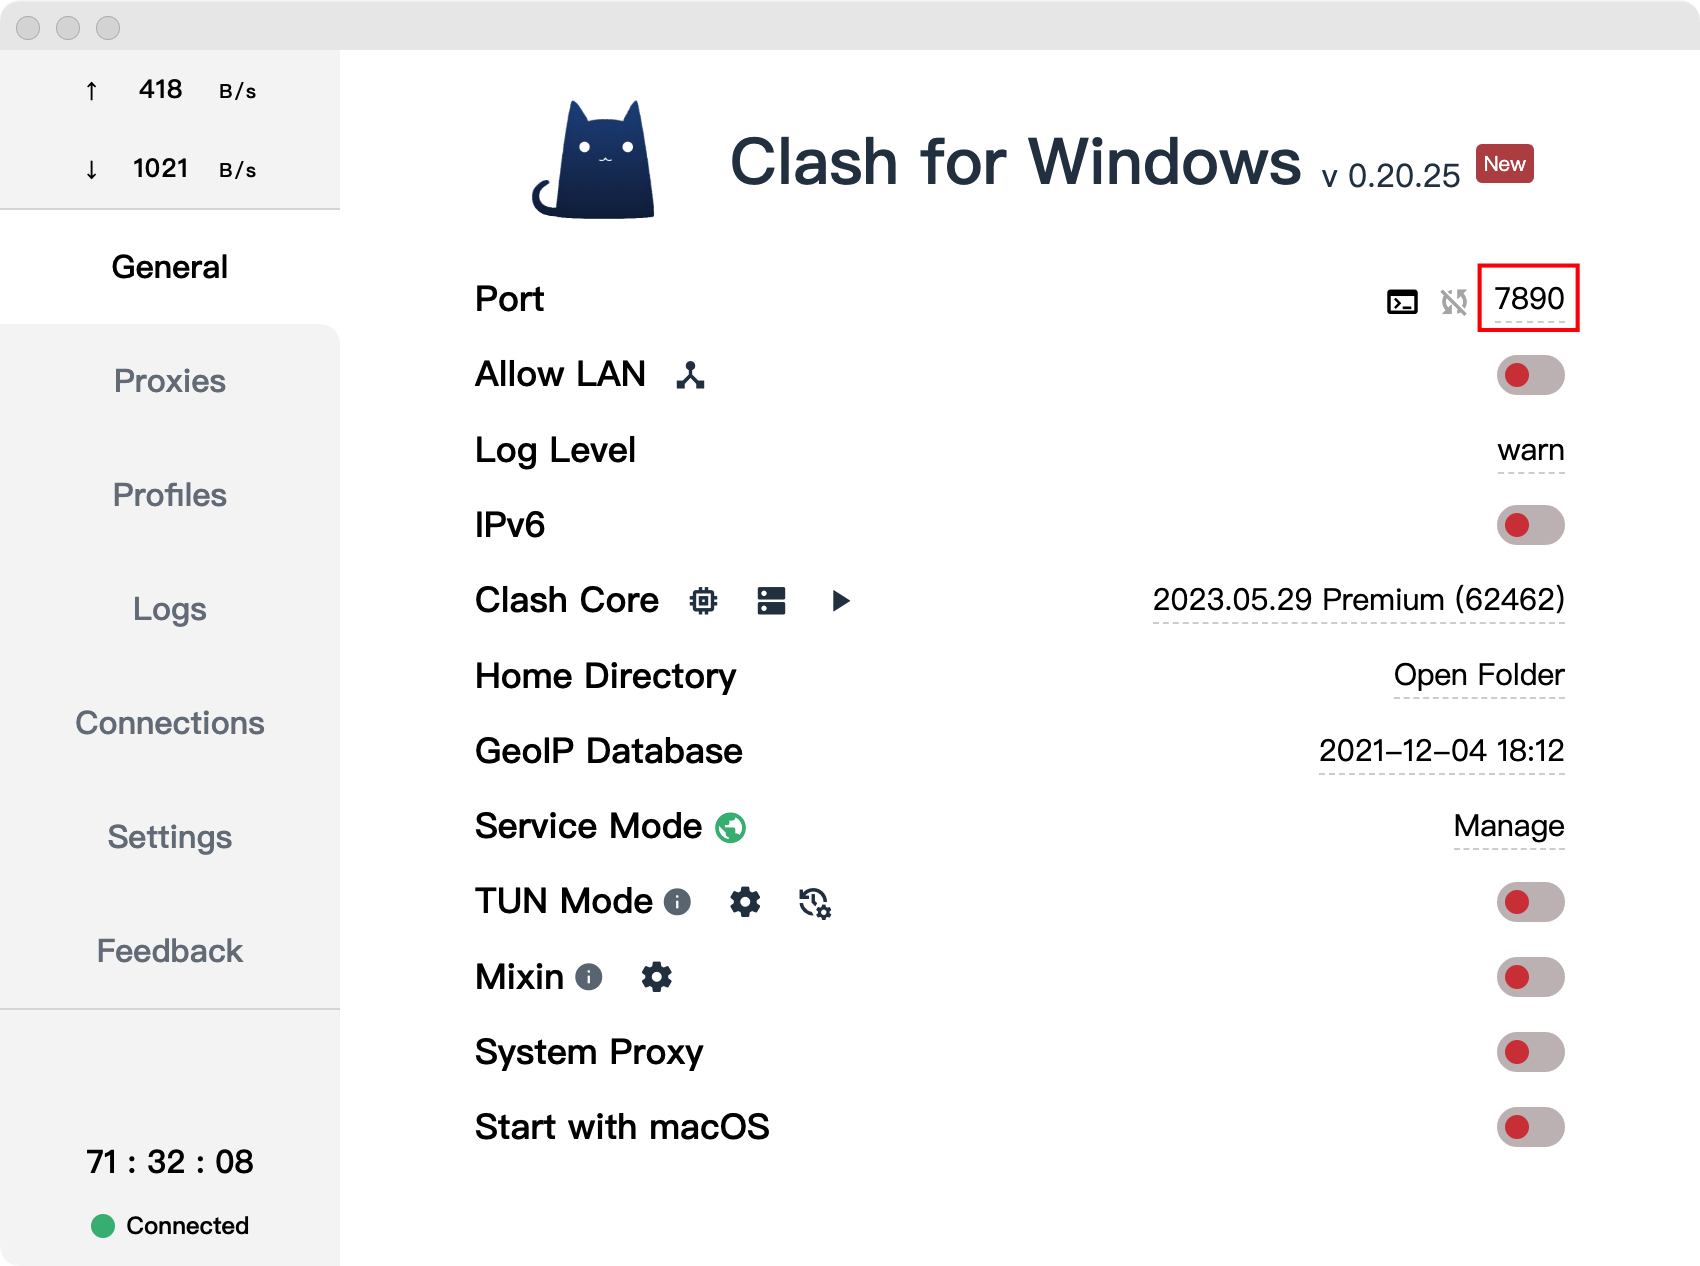 ↑ 418 B/s
↓ 1021 B/s
General
Proxies
Profiles
Logs
Connections
Settings
Feedback
71 : 32 : 08
Connected
Clash for Windows v 0.20.25 New
Port 7890
Allow LAN
Log Level warn
IPv6
Clash Core 2023.05.29 Premium (62462)
Home Directory Open Folder
GeoIP Database 2021-12-04 18:12
Service Mode Manage
TUN Mode
Mixin
System Proxy
Start with macOS